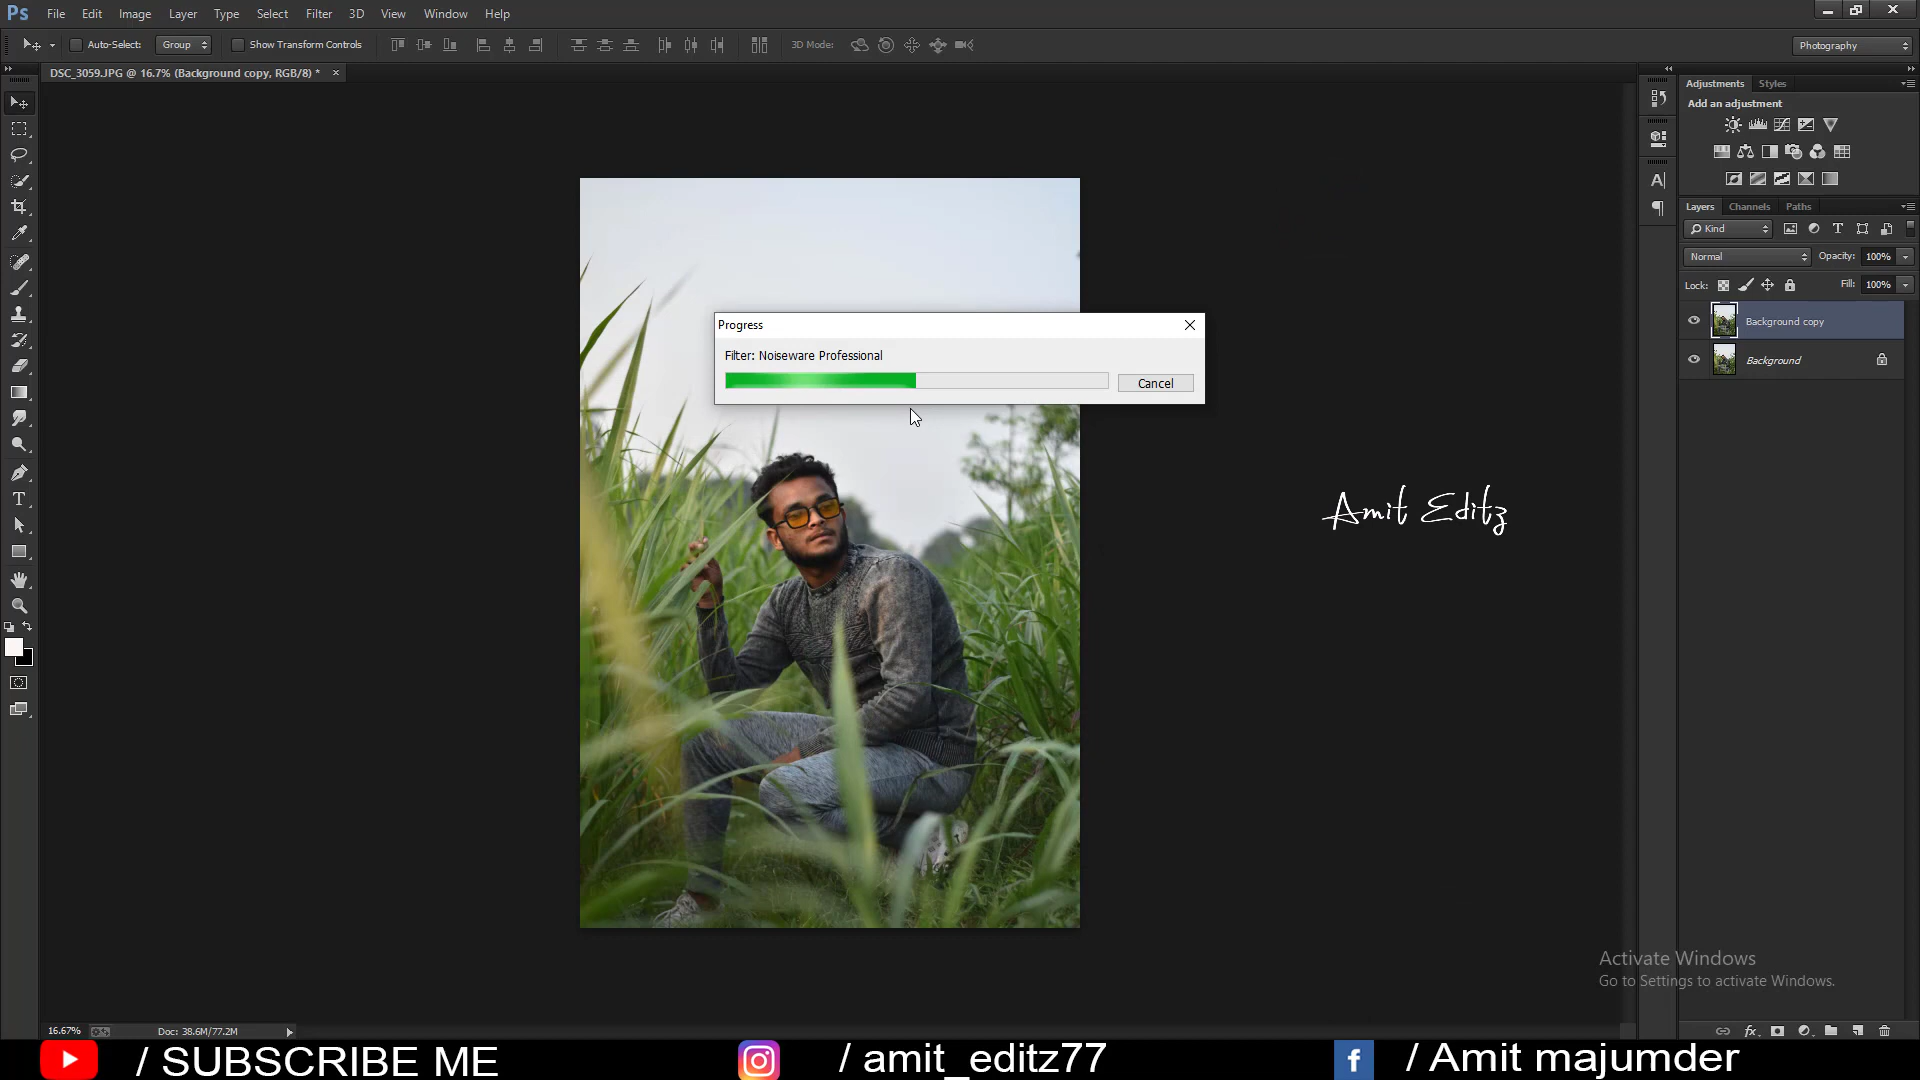 Ps File Edit Image Layer Type Select Filter 3D View Window Help
Auto-Select: Group Show Transform Controls 3D Mode: Photography
DSC_3059.JPG @ 16.7% (Background copy, RGB/8) * ×
Adjustments Styles
Add an adjustment
Layers Channels Paths
Kind
Normal Opacity: 100%
Lock: Fill: 100%
Background copy
Background
Progress
Filter: Noiseware Professional
Cancel
Amit Editz
Activate Windows
Go to Settings to activate Windows.
16.67% Doc: 38.6M/77.2M
/ SUBSCRIBE ME / amit_editz77 / Amit majumder